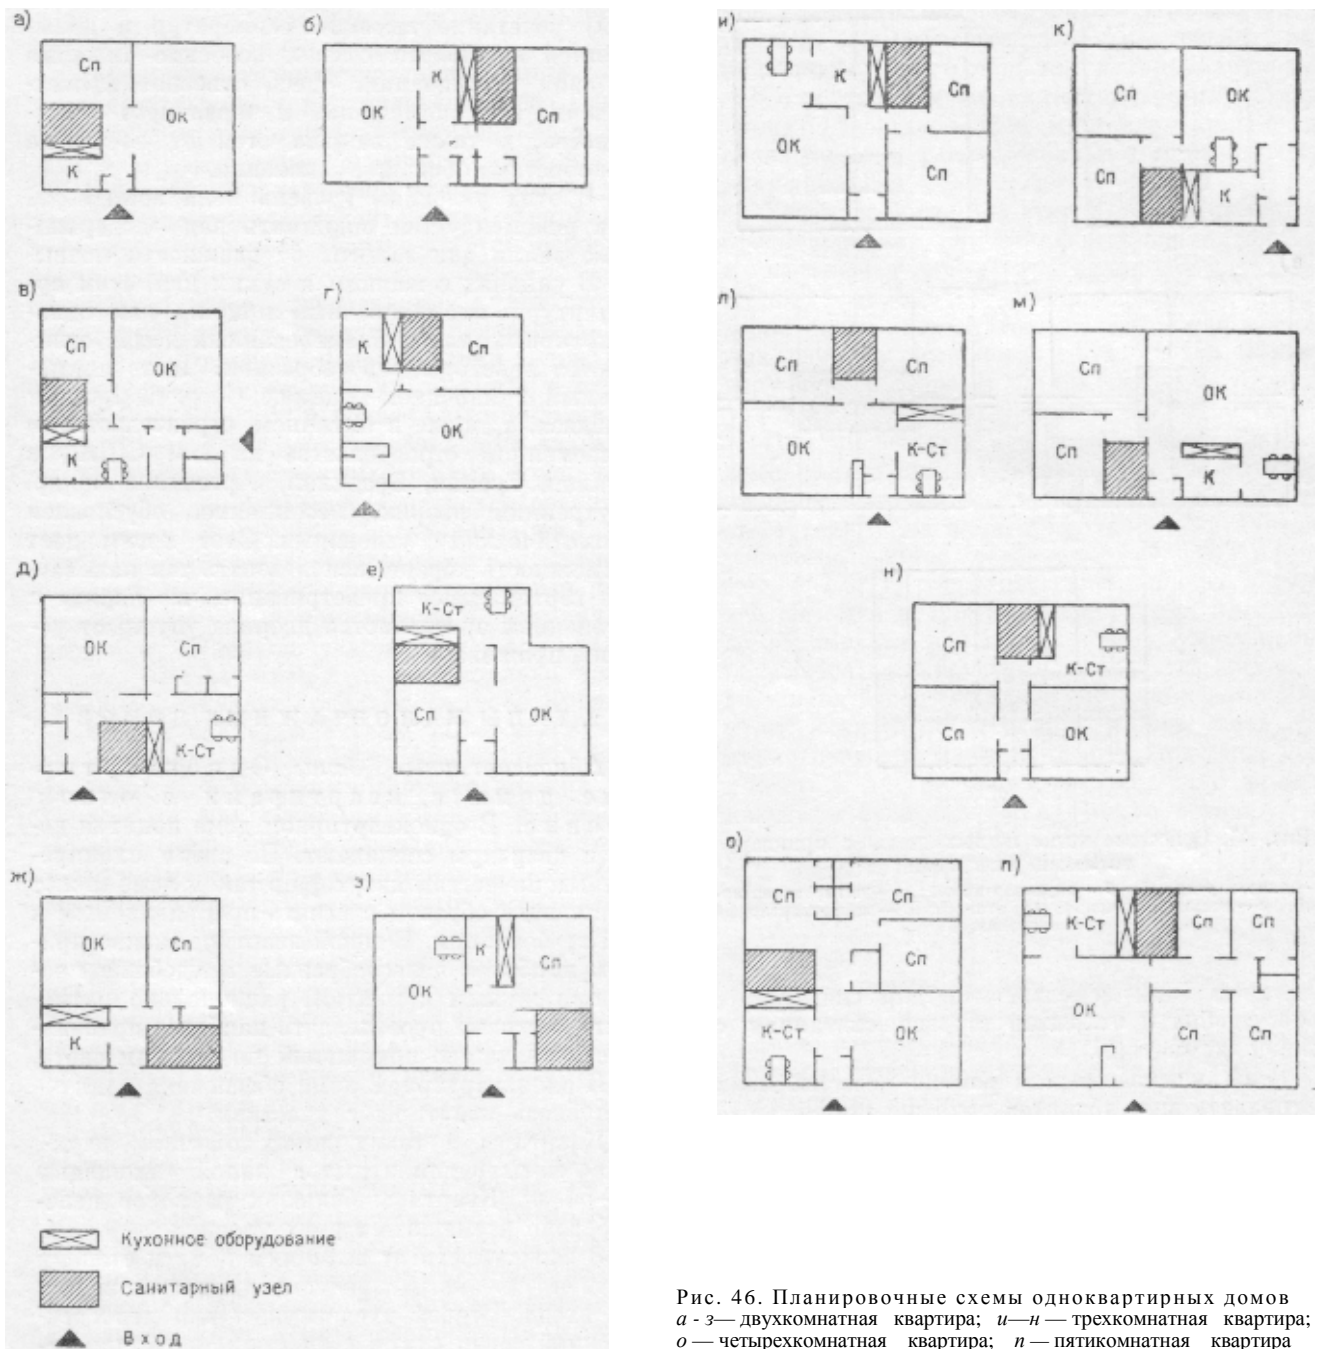 а)
Сп
ОК
К
б)
ОК
К
Сп
в)
Сп
ОК
К
г)
К
Сп
ОК
д)
ОК
Сп
К-Ст
е)
К-Ст
Сп
ОК
ж)
ОК
Сп
К
з)
К
Сп
ОК
Кухонное оборудование
Санитарный узел
Вход
и)
К
Сп
ОК
Сп
к)
Сп
ОК
Сп
К
л)
Сп
Сп
ОК
К-Ст
м)
Сп
ОК
Сп
К
н)
Сп
К-Ст
Сп
ОК
о)
Сп
Сп
Сп
К-Ст
ОК
п)
К-Ст
Сп
Сп
ОК
Сп
Сп
Рис. 46. Планировочные схемы одноквартирных домов
а - з— двухкомнатная квартира; и—н — трехкомнатная квартира;
о — четырехкомнатная квартира; п — пятикомнатная квартира